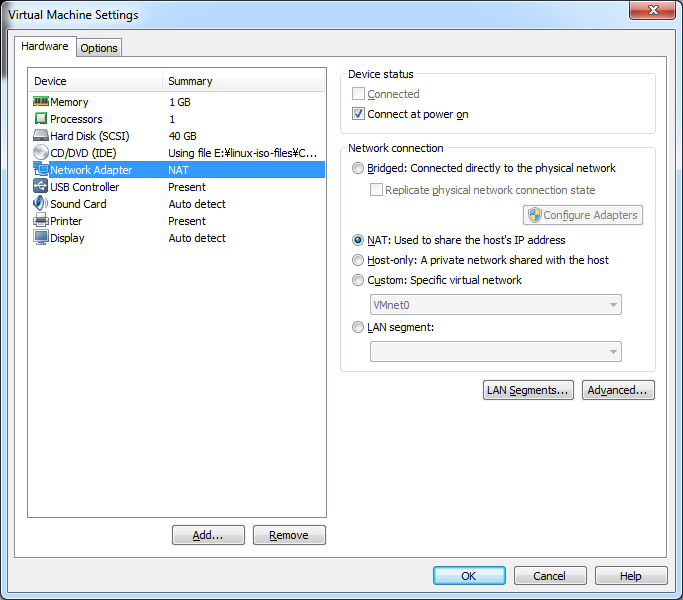 Virtual Machine Settings
Hardware Options
Device Summary
Memory 1 GB
Processors 1
Hard Disk (SCSI) 40 GB
CD/DVD (IDE) Using file E:¥linux-iso-files¥C...
Network Adapter NAT
USB Controller Present
Sound Card Auto detect
Printer Present
Display Auto detect
Add...
Remove
Device status
Connected
Connect at power on
Network connection
Bridged: Connected directly to the physical network
Replicate physical network connection state
Configure Adapters
NAT: Used to share the host's IP address
Host-only: A private network shared with the host
Custom: Specific virtual network
VMnet0
LAN segment:
LAN Segments... Advanced...
OK Cancel Help